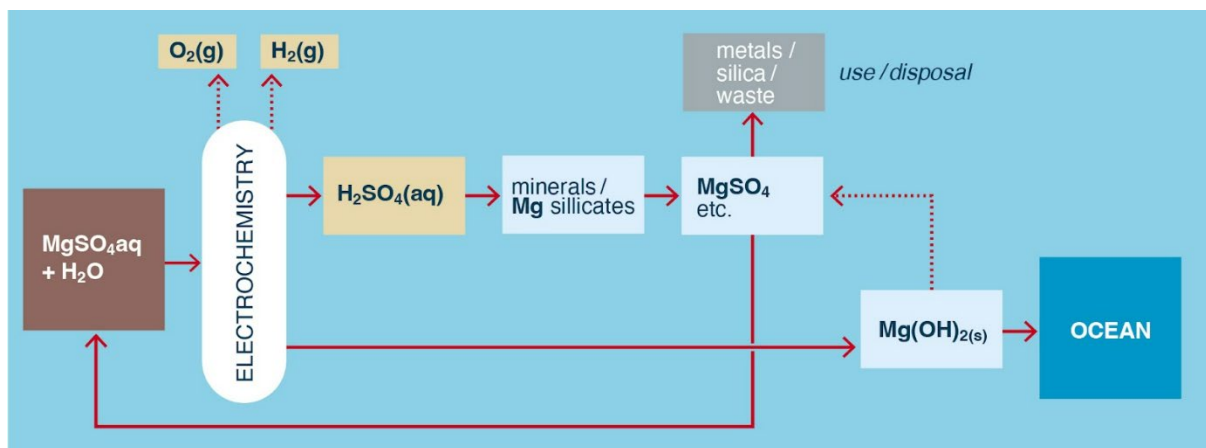 O₂(g)
H₂(g)
metals /
silica /
waste
use / disposal
ELECTROCHEMISTRY
MgSO₄aq
+ H₂O
H₂SO₄(aq)
minerals /
Mg sillicates
MgSO₄
etc.
Mg(OH)₂(s)
OCEAN